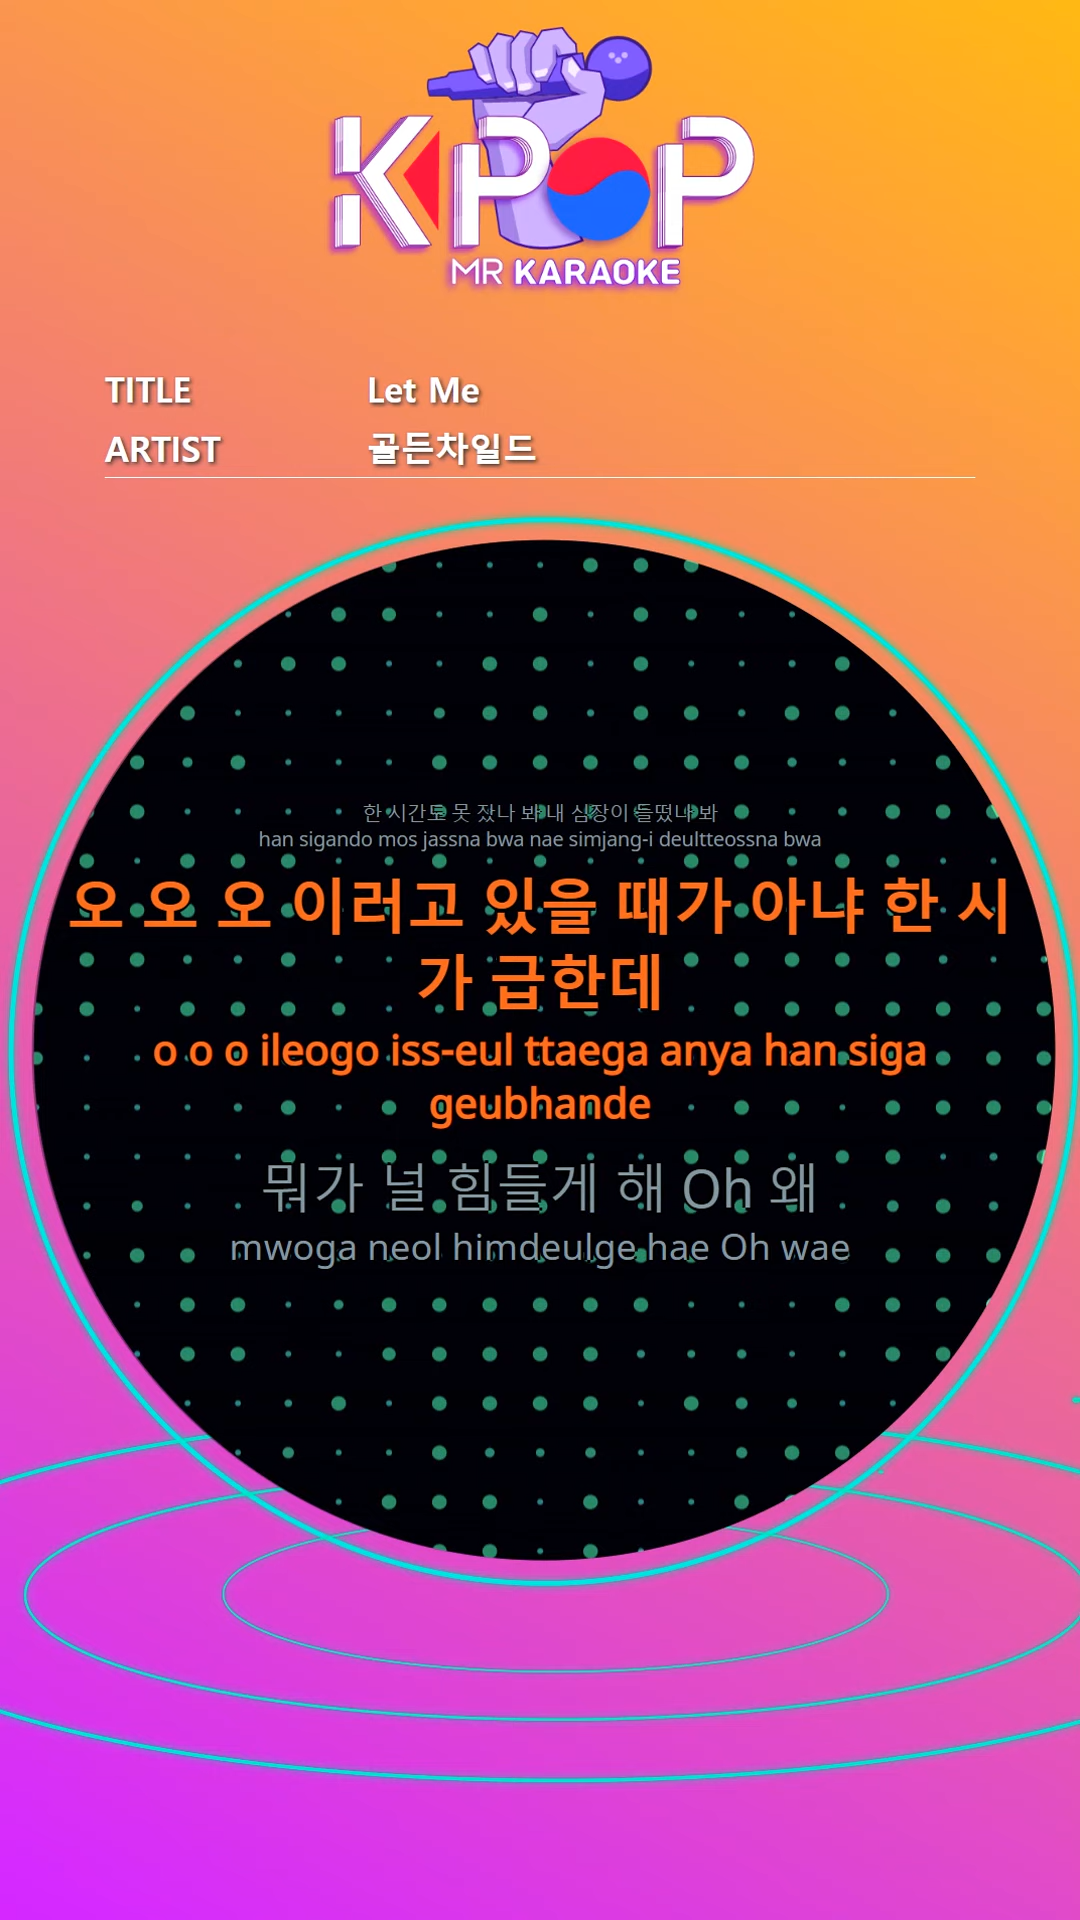 KPOP
MR KARAOKE
TITLE Let Me
ARTIST 골든차일드
한 시간도 못 잤나 봐 내 심장이 들떴나 봐
han sigando mos jassna bwa nae simjang-i deultteossna bwa
오 오 오 이러고 있을 때가 아냐 한 시
가 급한데
o o o ileogo iss-eul ttaega anya han siga
geubhande
뭐가 널 힘들게 해 Oh 왜
mwoga neol himdeulge hae Oh wae